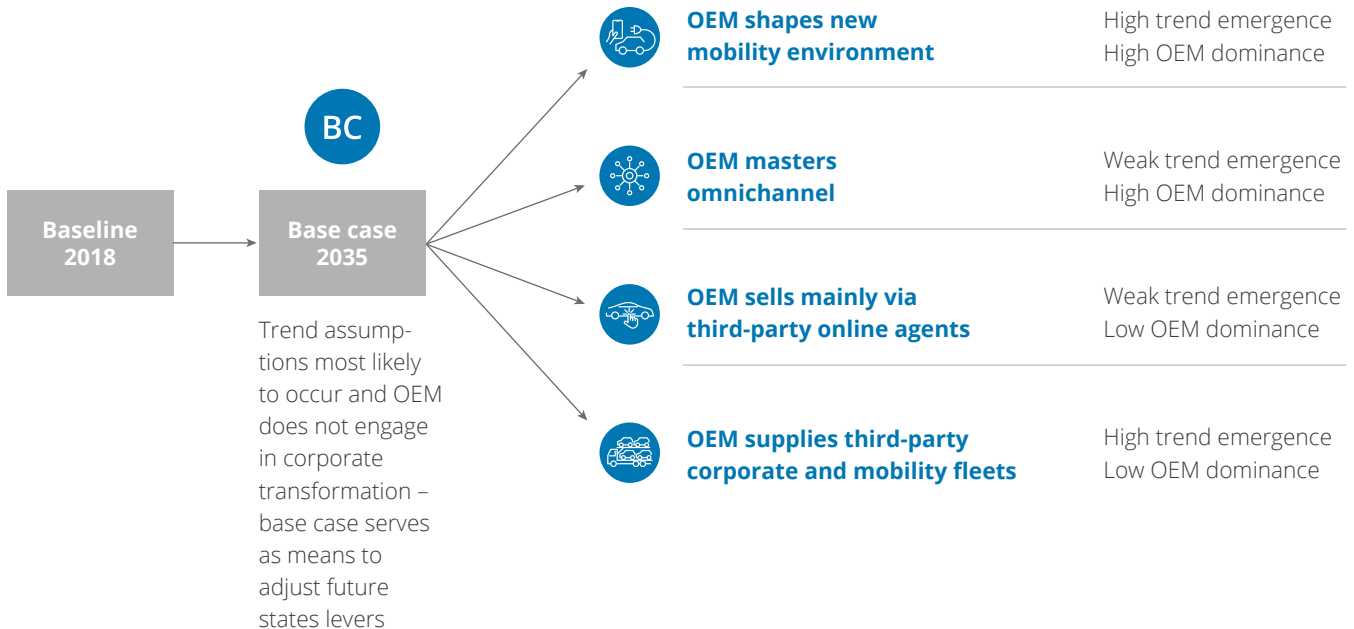 Baseline
2018
BC
Base case
2035
Trend assump-
tions most likely
to occur and OEM
does not engage
in corporate
transformation –
base case serves
as means to
adjust future
states levers
OEM shapes new
mobility environment
High trend emergence
High OEM dominance
OEM masters
omnichannel
Weak trend emergence
High OEM dominance
OEM sells mainly via
third-party online agents
Weak trend emergence
Low OEM dominance
OEM supplies third-party
corporate and mobility fleets
High trend emergence
Low OEM dominance